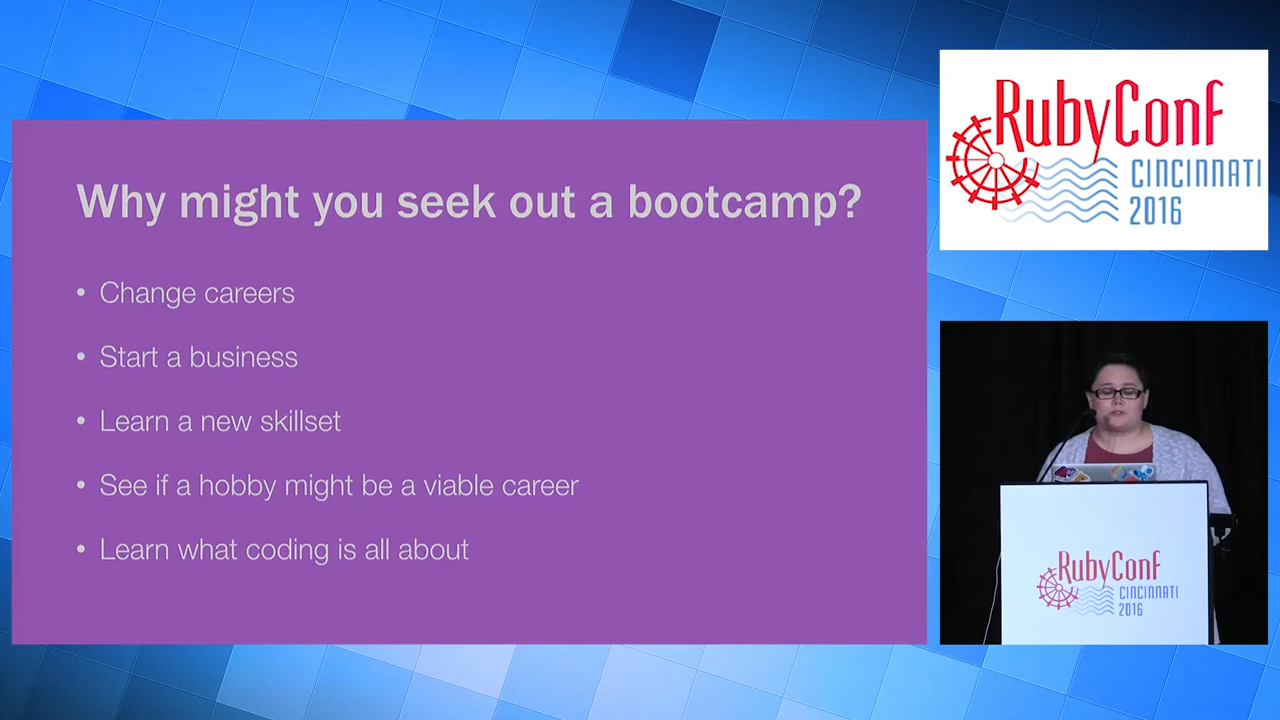 Why might you seek out a bootcamp?
• Change careers
• Start a business
• Learn a new skillset
• See if a hobby might be a viable career
• Learn what coding is all about
RubyConf
CINCINNATI
2016
RubyConf
CINCINNATI
2016